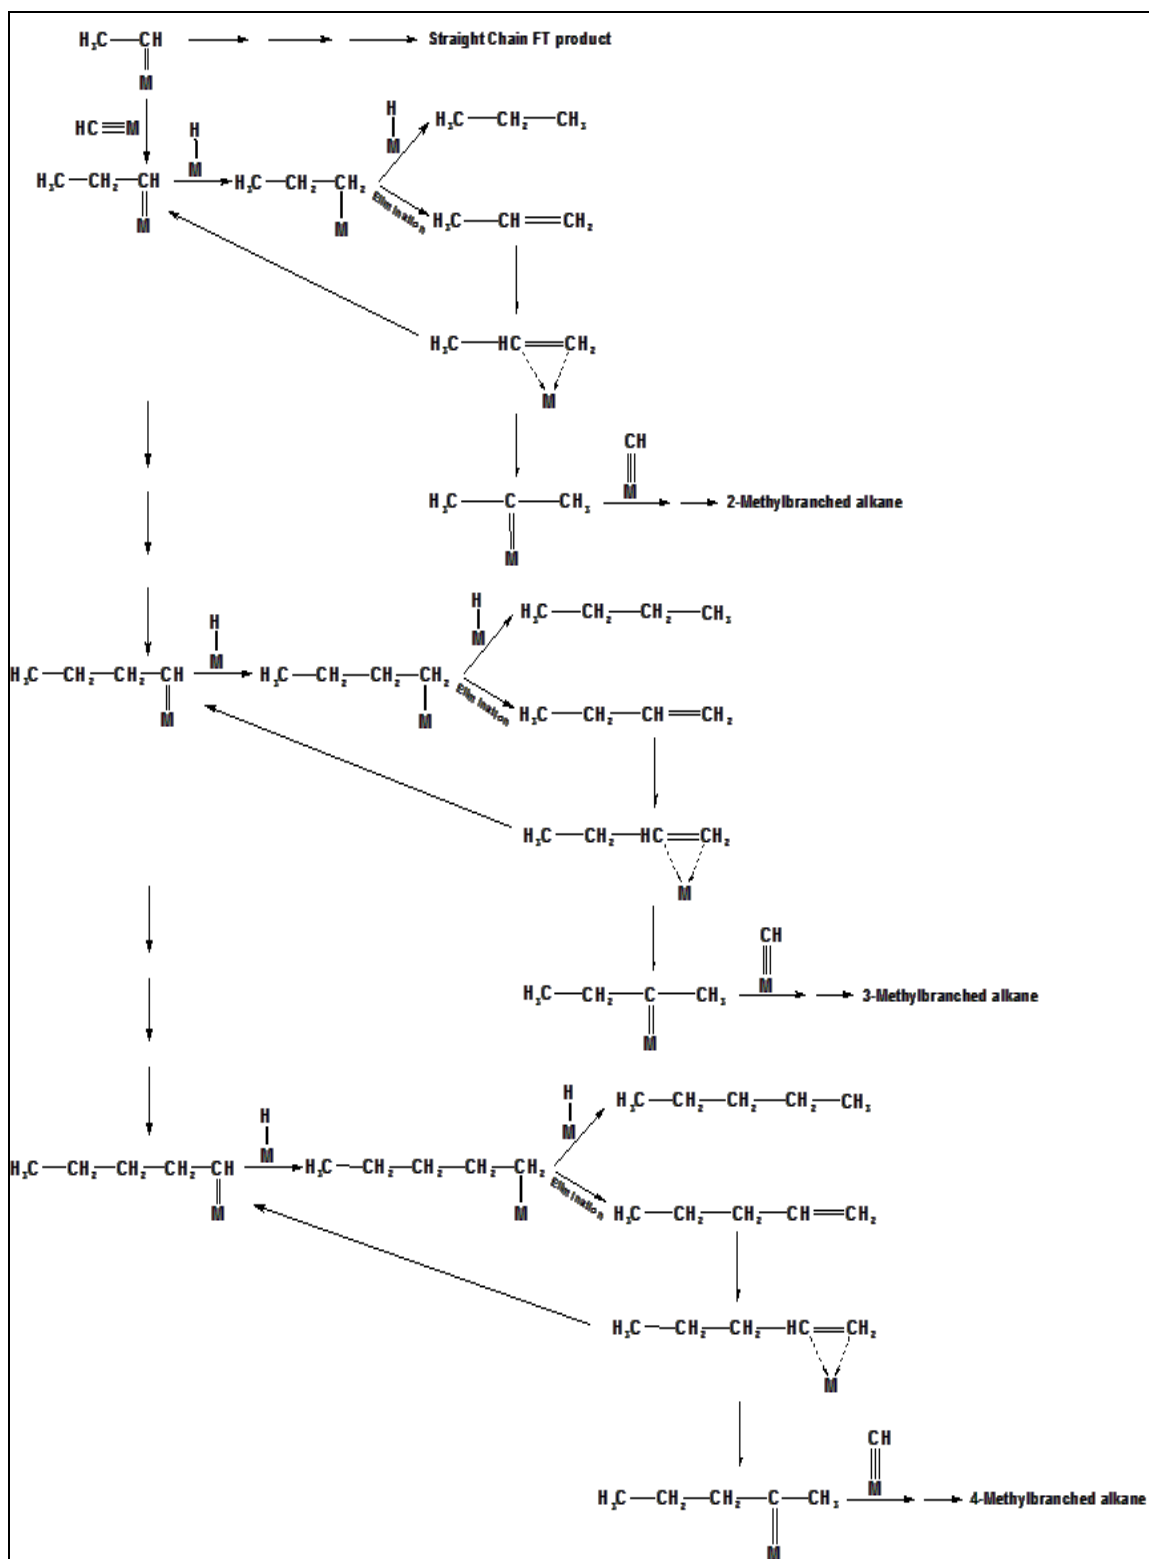 H₃C—CH Straight Chain FT product
M
HC≡M
H
M
H
M
H₃C—CH₂—CH₃
H₃C—CH₂—CH
M
H₃C—CH₂—CH₂
M
Elimination
H₃C—CH=CH₂
H₃C—HC=CH₂
M
CH
M
H₃C—C—CH₃ 2-Methylbranched alkane
M
H
M
H
M
H₃C—CH₂—CH₂—CH₃
H₃C—CH₂—CH₂—CH
M
H₃C—CH₂—CH₂—CH₂
M
Elimination
H₃C—CH₂—CH=CH₂
H₃C—CH₂—HC=CH₂
M
CH
M
H₃C—CH₂—C—CH₃ 3-Methylbranched alkane
M
H
M
H
M
H₃C—CH₂—CH₂—CH₂—CH₃
H₃C—CH₂—CH₂—CH₂—CH
M
H₃C—CH₂—CH₂—CH₂—CH₂
M
Elimination
H₃C—CH₂—CH₂—CH=CH₂
H₃C—CH₂—CH₂—HC=CH₂
M
CH
M
H₃C—CH₂—CH₂—C—CH₃ 4-Methylbranched alkane
M